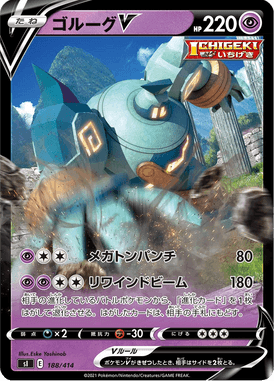 たね ゴルーグV HP220
ICHIGEKI
いちげき
メガトンパンチ 80
リワインドビーム 180
相手の進化しているバトルポケモンから、「進化カード」を1枚
はがして退化させる。はがしたカードは、相手の手札にもどす。
弱点 ×2 抵抗力 -30 にげる
Vルール
ポケモンVがきぜつしたとき、相手はサイドを2枚とる。
Illus. Eske Yoshinob
sI E 188/414
©2021 Pokémon/Nintendo/Creatures/GAME FREAK.